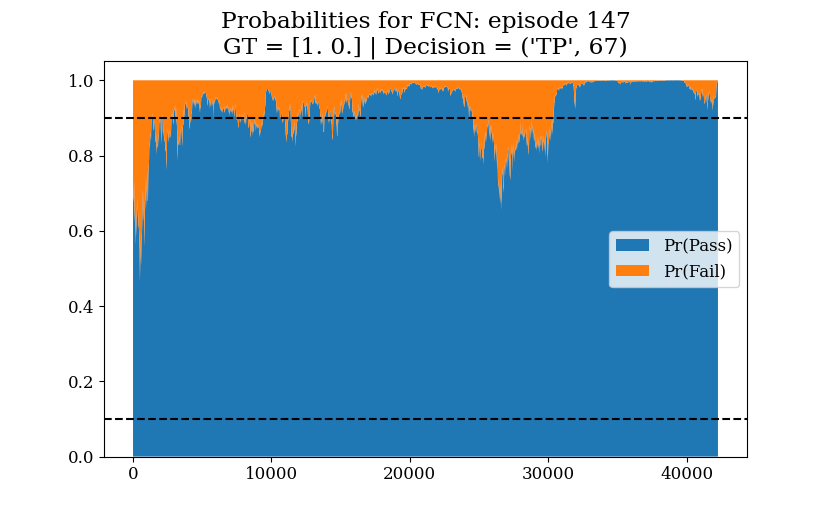 Probabilities for FCN: episode 147
GT = [1. 0.] | Decision = ('TP', 67)
1.0
0.8
0.6
0.4
0.2
0.0
Pr(Pass)
Pr(Fail)
0
10000
20000
30000
40000